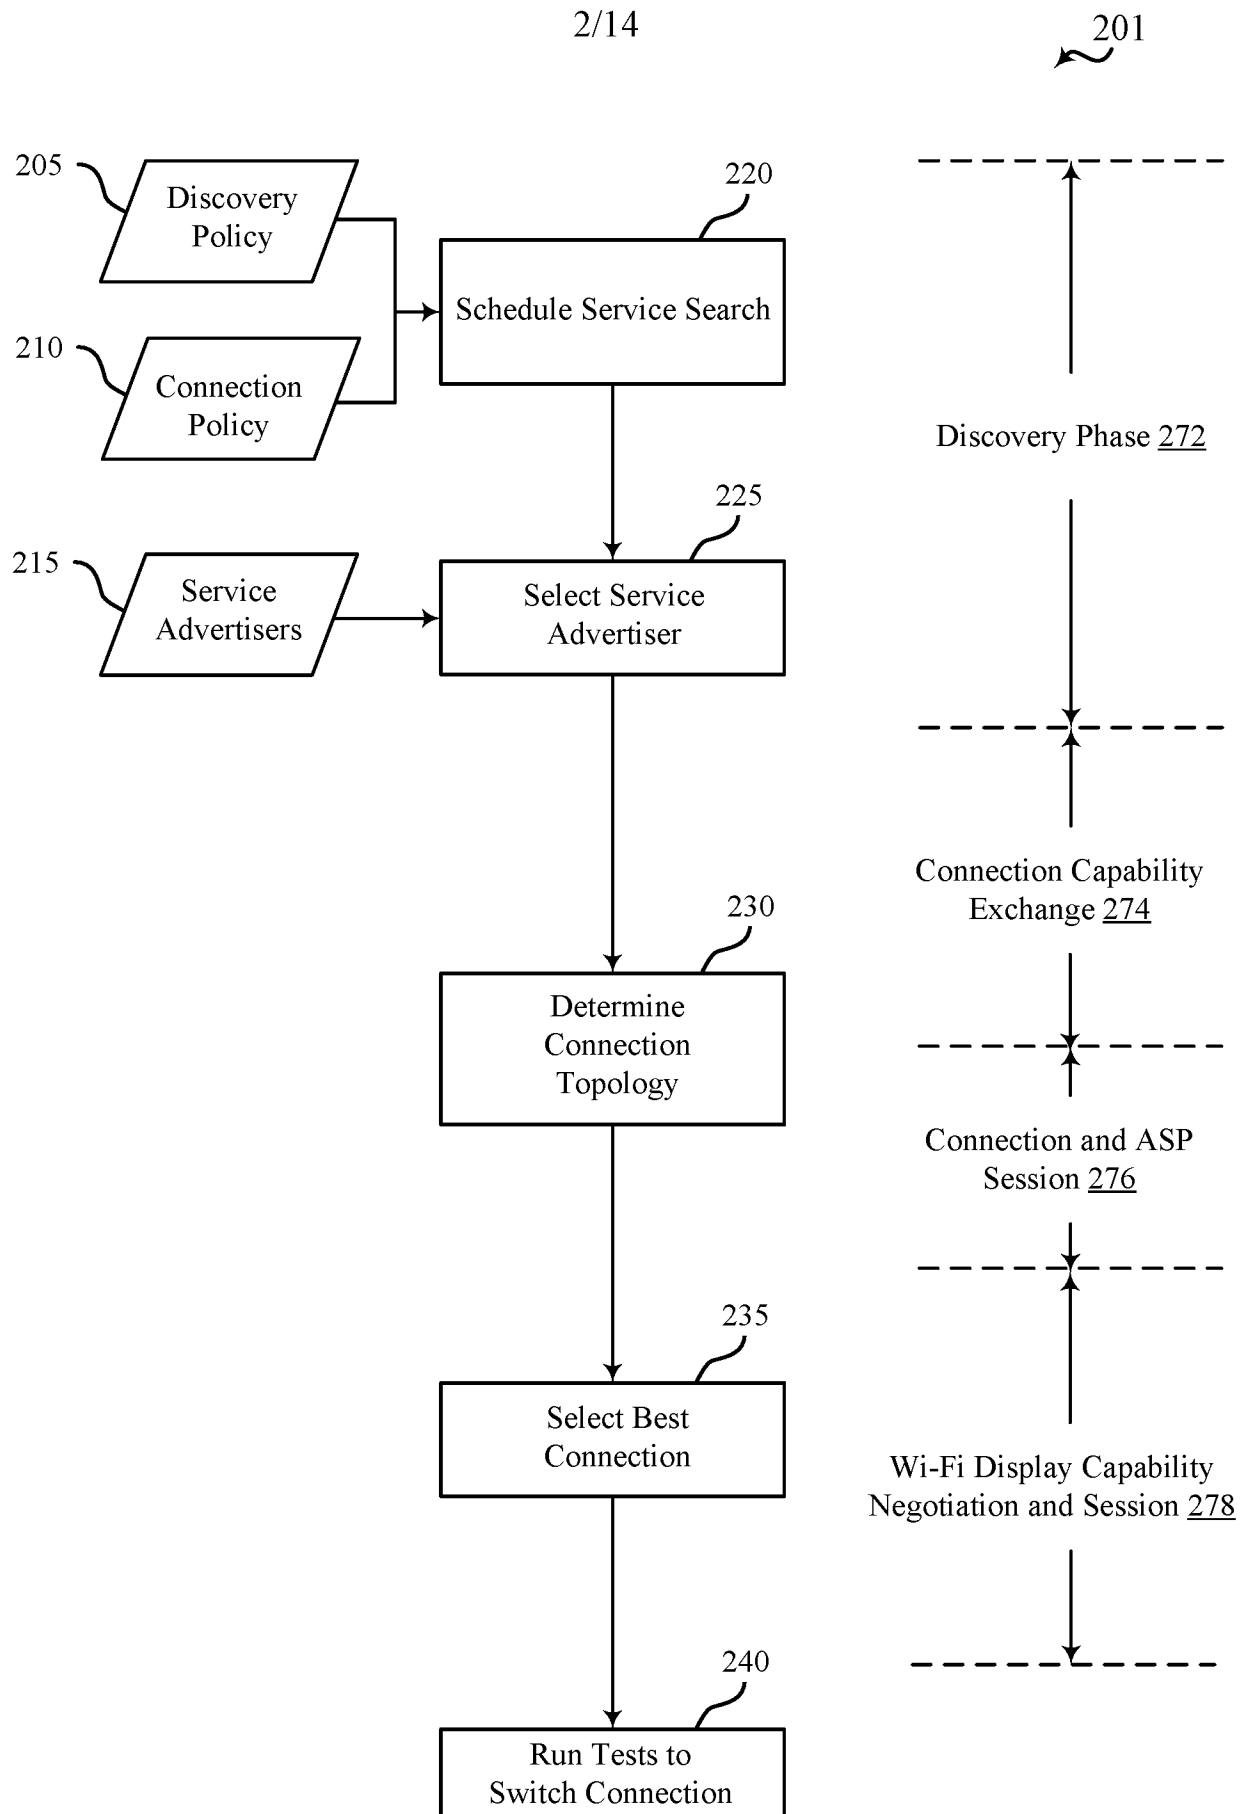 2/14
201
205
Discovery
Policy
220
Schedule Service Search
210
Connection
Policy
Discovery Phase 272
225
215
Service
Advertisers
Select Service
Advertiser
Connection Capability
Exchange 274
230
Determine
Connection
Topology
Connection and ASP
Session 276
235
Select Best
Connection
Wi-Fi Display Capability
Negotiation and Session 278
240
Run Tests to
Switch Connection